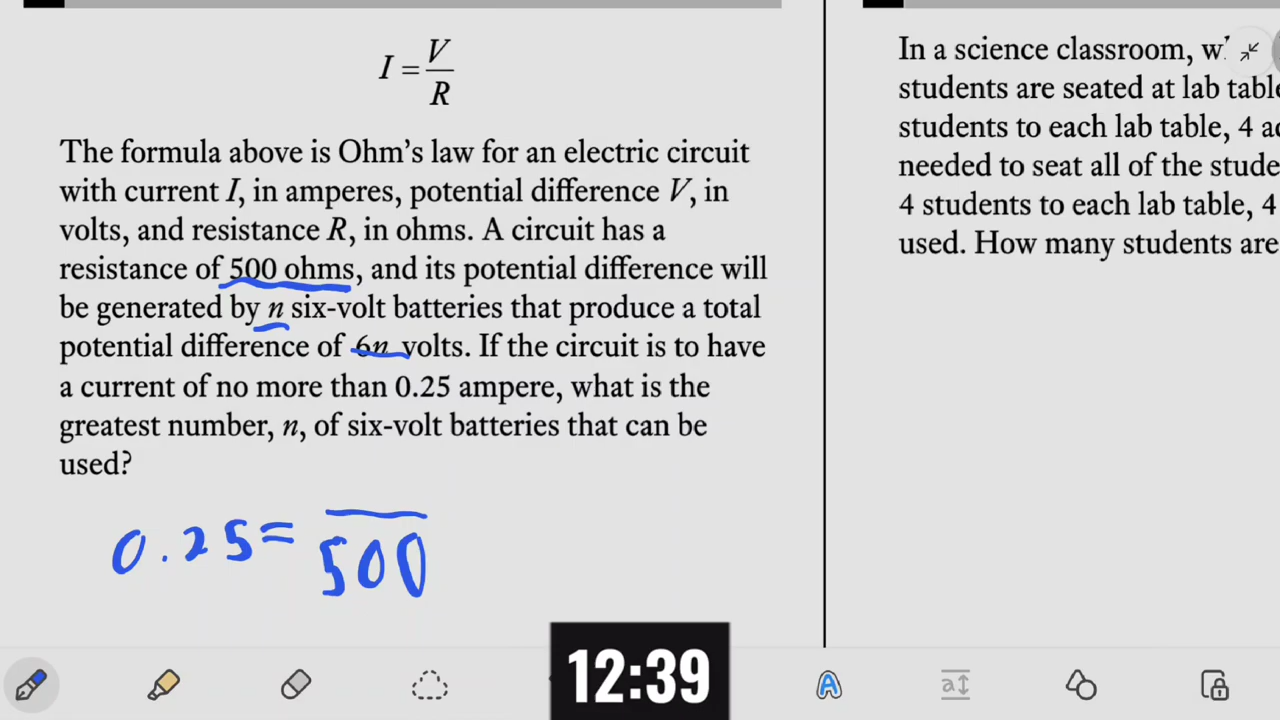 I = V/R
The formula above is Ohm's law for an electric circuit
with current I, in amperes, potential difference V, in
volts, and resistance R, in ohms. A circuit has a
resistance of 500 ohms, and its potential difference will
be generated by n six-volt batteries that produce a total
potential difference of 6n volts. If the circuit is to have
a current of no more than 0.25 ampere, what is the
greatest number, n, of six-volt batteries that can be
used?
0.25 = 
500
In a science classroom,
students are seated at lab
students to each lab table, 4
needed to seat all of the
4 students to each lab table, 4
used. How many students are
12:39
A
a